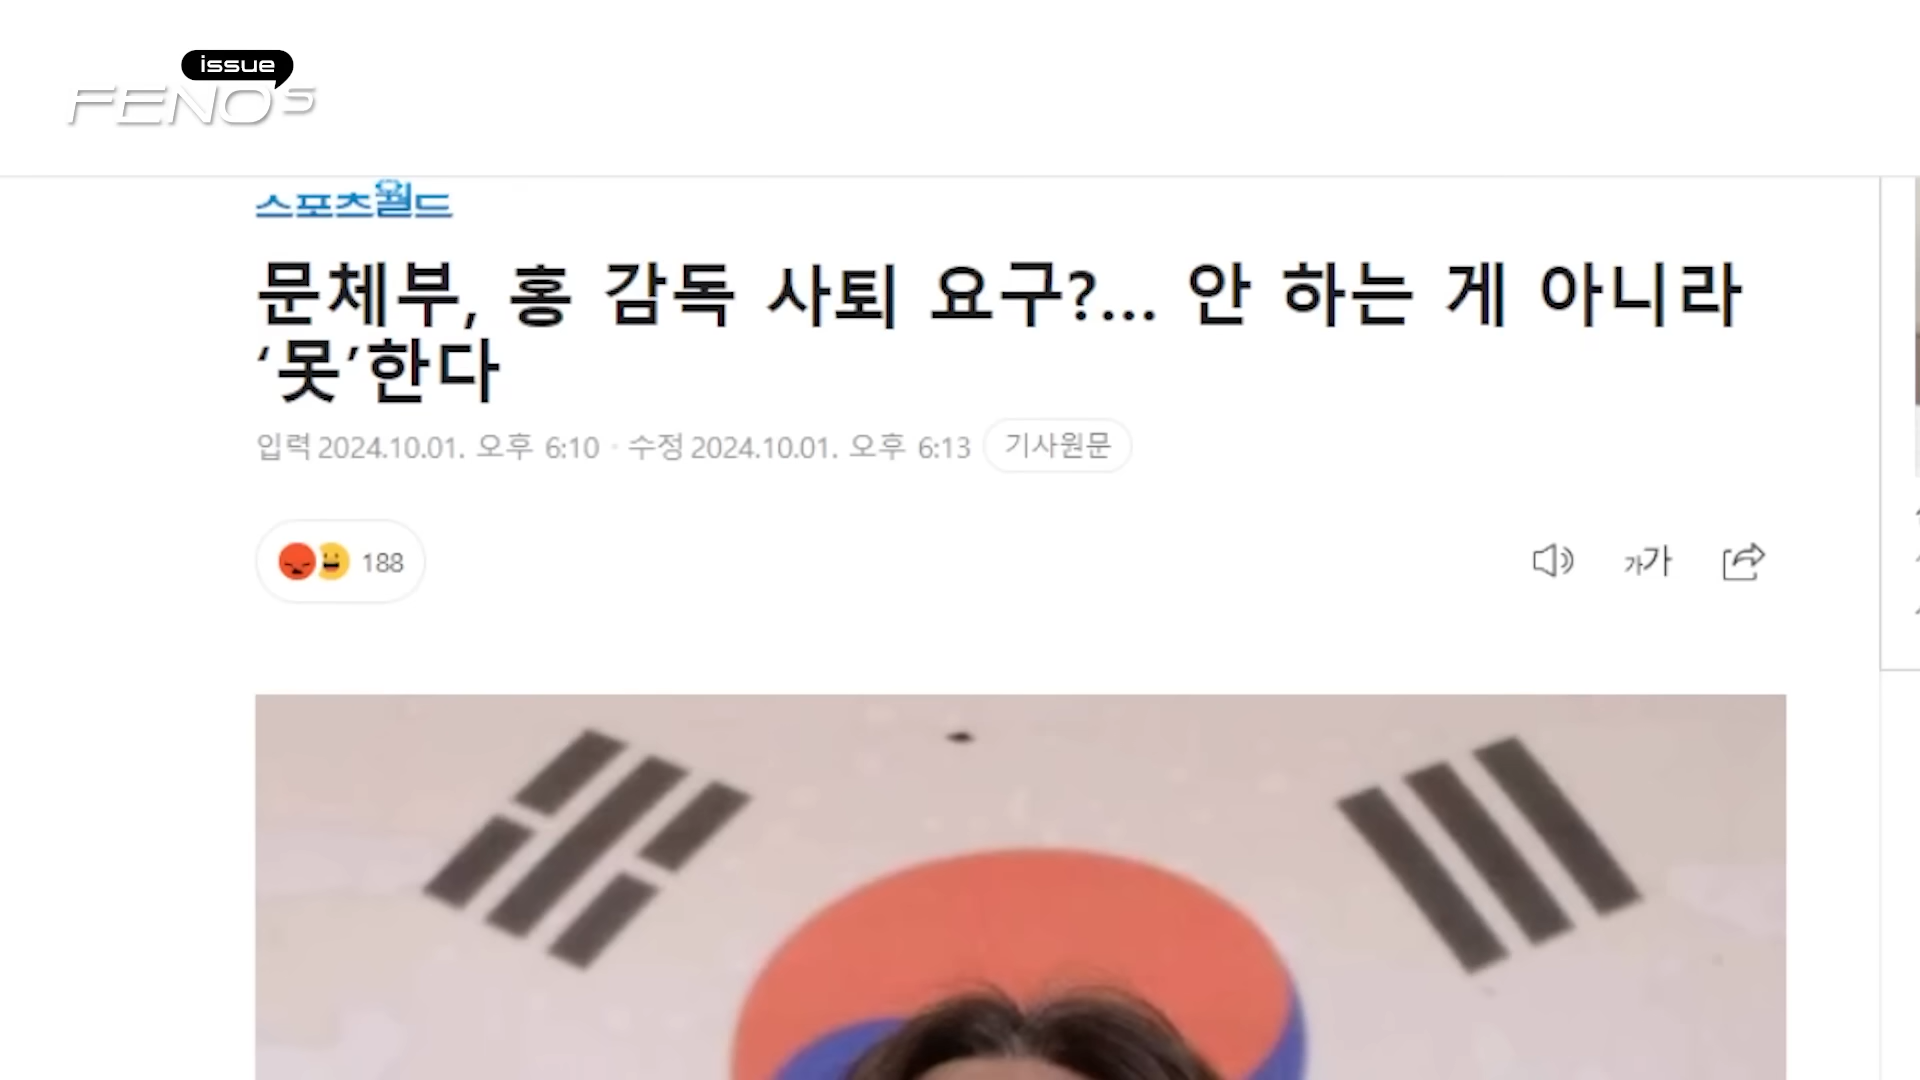 issue
FENO5
스포츠월드
문체부, 홍 감독 사퇴 요구?... 안 하는 게 아니라
‘못’한다
입력 2024.10.01. 오후 6:10 · 수정 2024.10.01. 오후 6:13 기사원문
188
가가